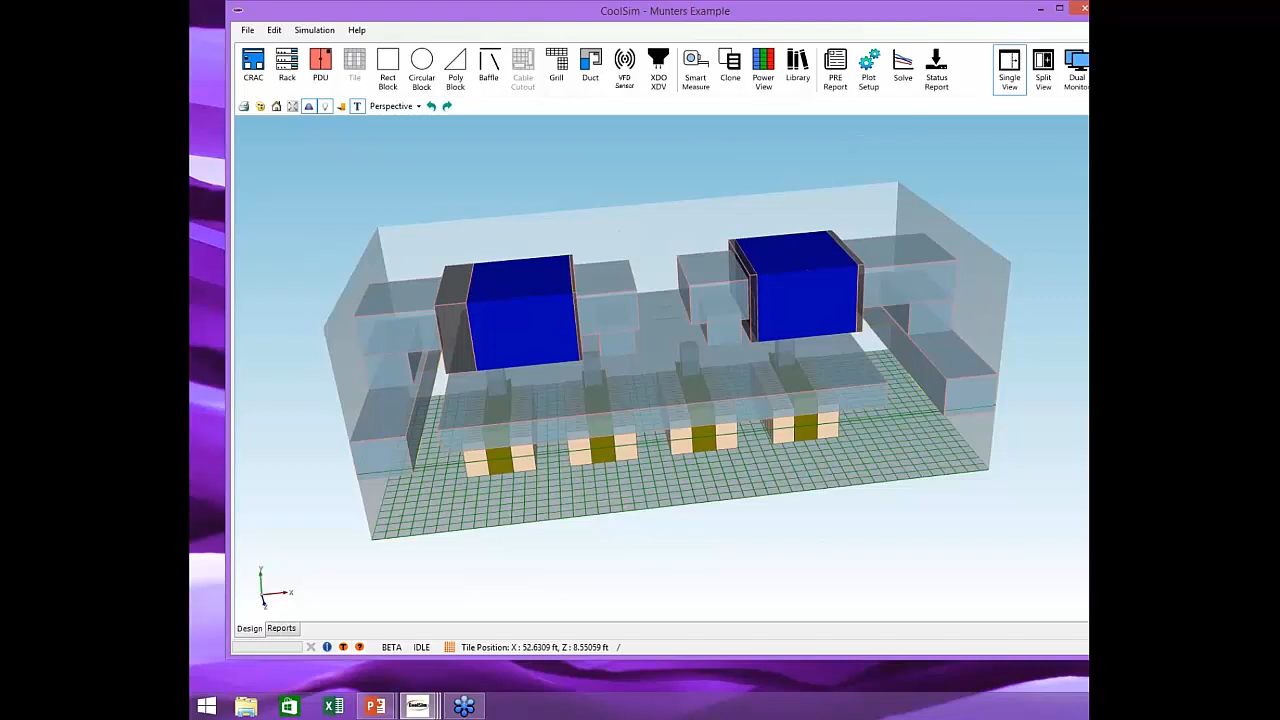 CoolSim - Munters Example
File Edit Simulation Help
CRAC Rack PDU Tile Rect Block Circular Block Poly Block Baffle Cable Cutout Grill Duct VFD Sensor XDO XDV Smart Measure Clone Power View Library PRE Report Plot Setup Solve Status Report Single View Split View Dual Monito
T Perspective
Y
X
Z
Design Reports
BETA IDLE Tile Position: X : 52.6309 ft, Z : 8.55059 ft /
CoolSim